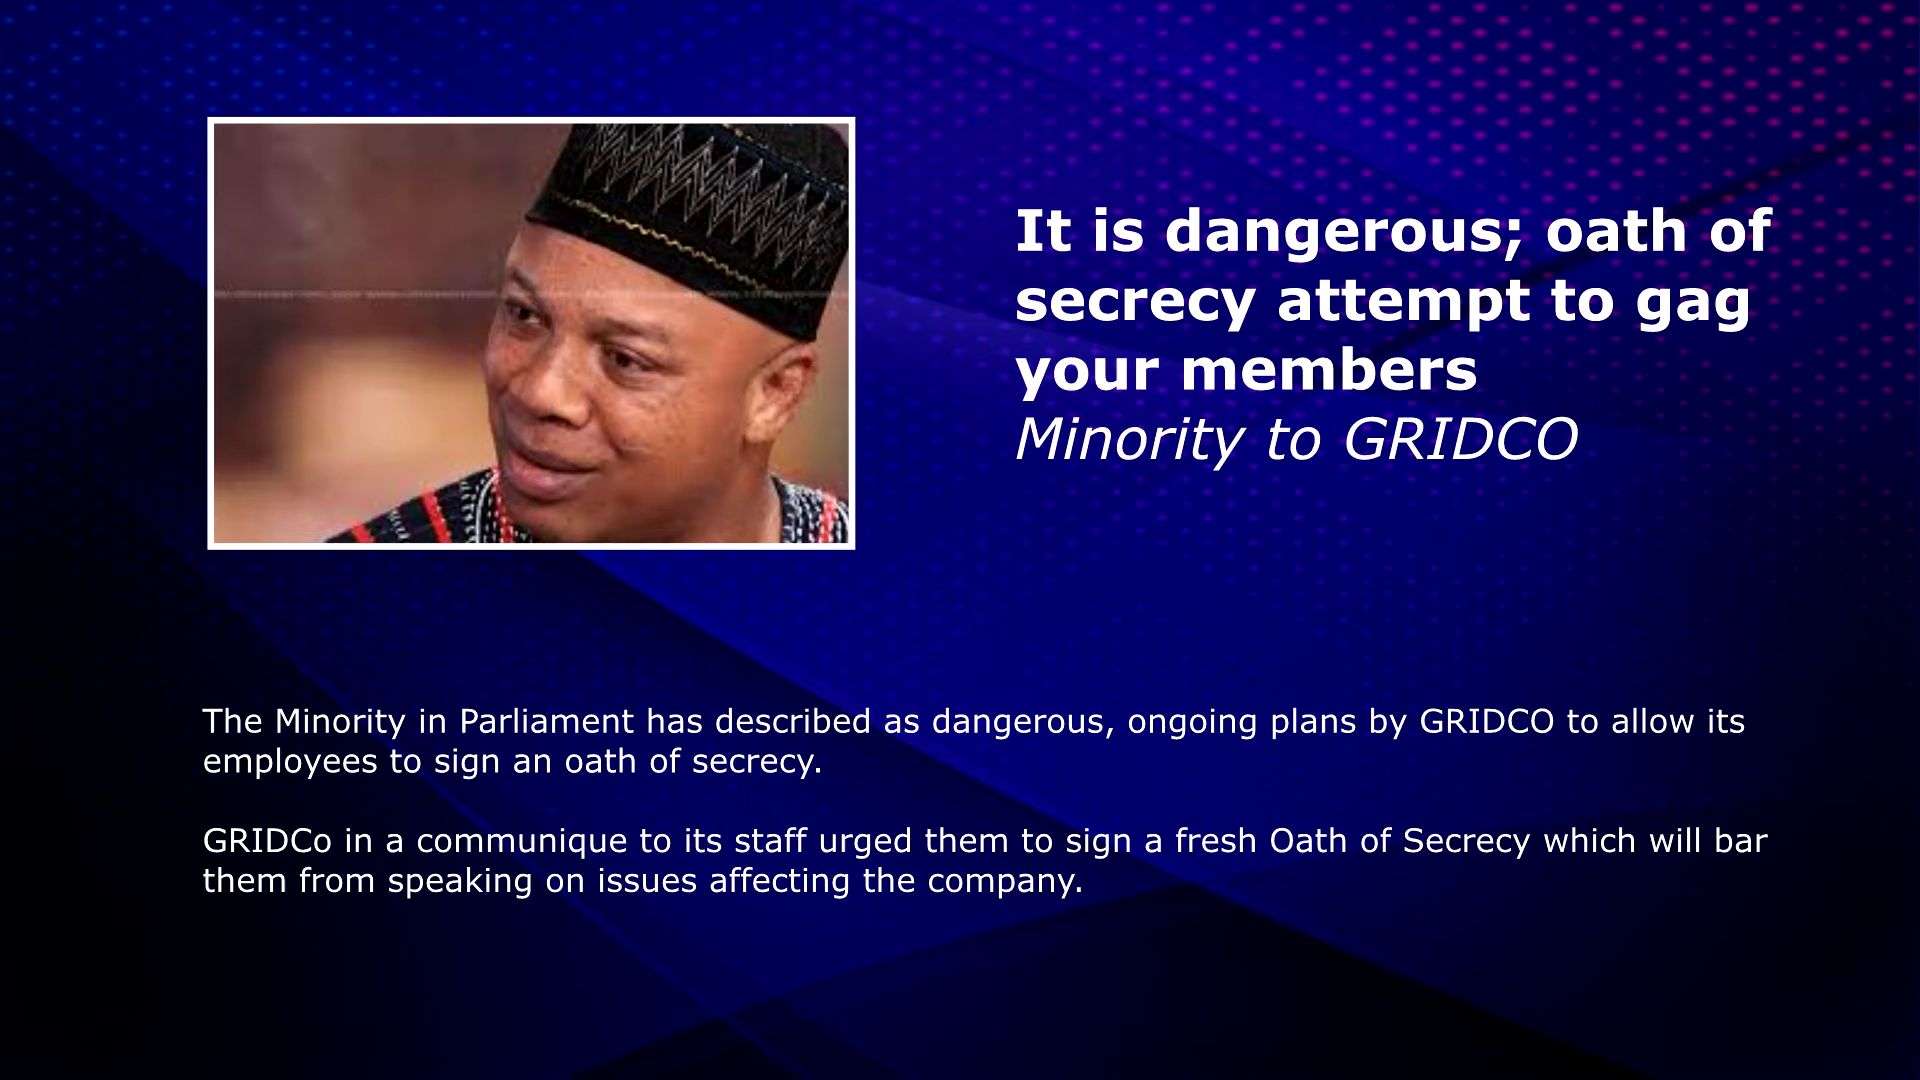 It is dangerous; oath of
secrecy attempt to gag
your members
Minority to GRIDCO
The Minority in Parliament has described as dangerous, ongoing plans by GRIDCO to allow its
employees to sign an oath of secrecy.
GRIDCo in a communique to its staff urged them to sign a fresh Oath of Secrecy which will bar
them from speaking on issues affecting the company.